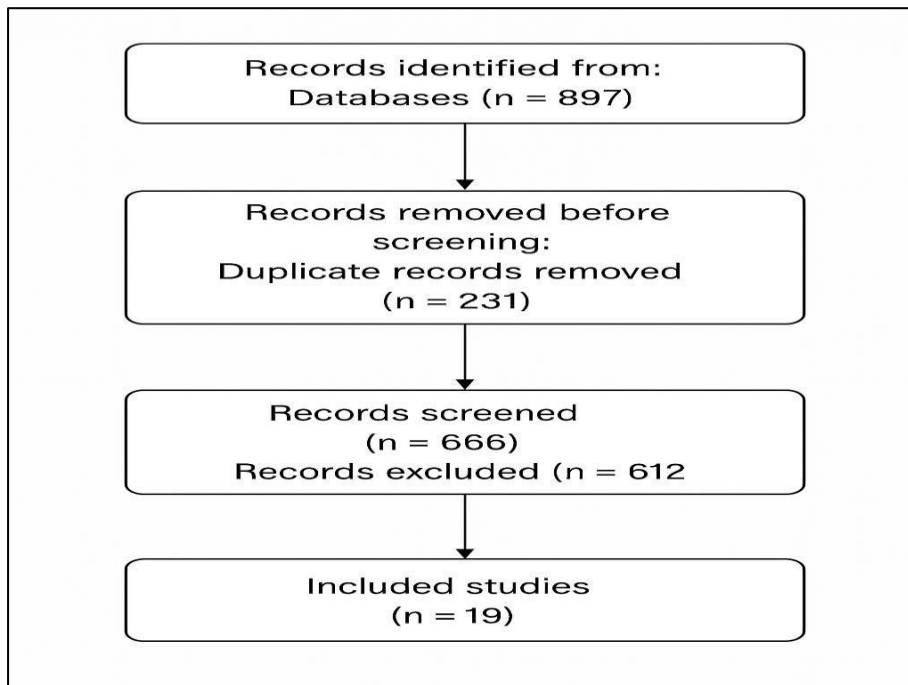 Records identified from:
Databases (n = 897)
Records removed before
screening:
Duplicate records removed
(n = 231)
Records screened
(n = 666)
Records excluded (n = 612
Included studies
(n = 19)